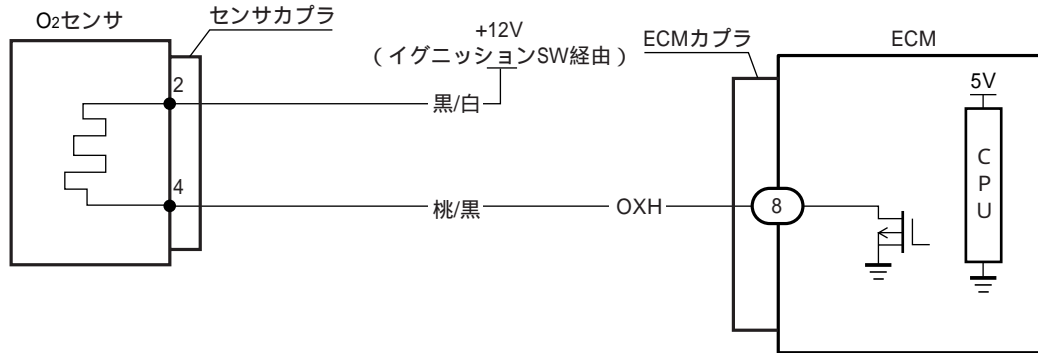 O2センサ
センサカプラ
+12V
（イグニッションSW経由）
ECMカプラ
ECM
2
黒/白
5V
CPU
4
桃/黒
OXH
8